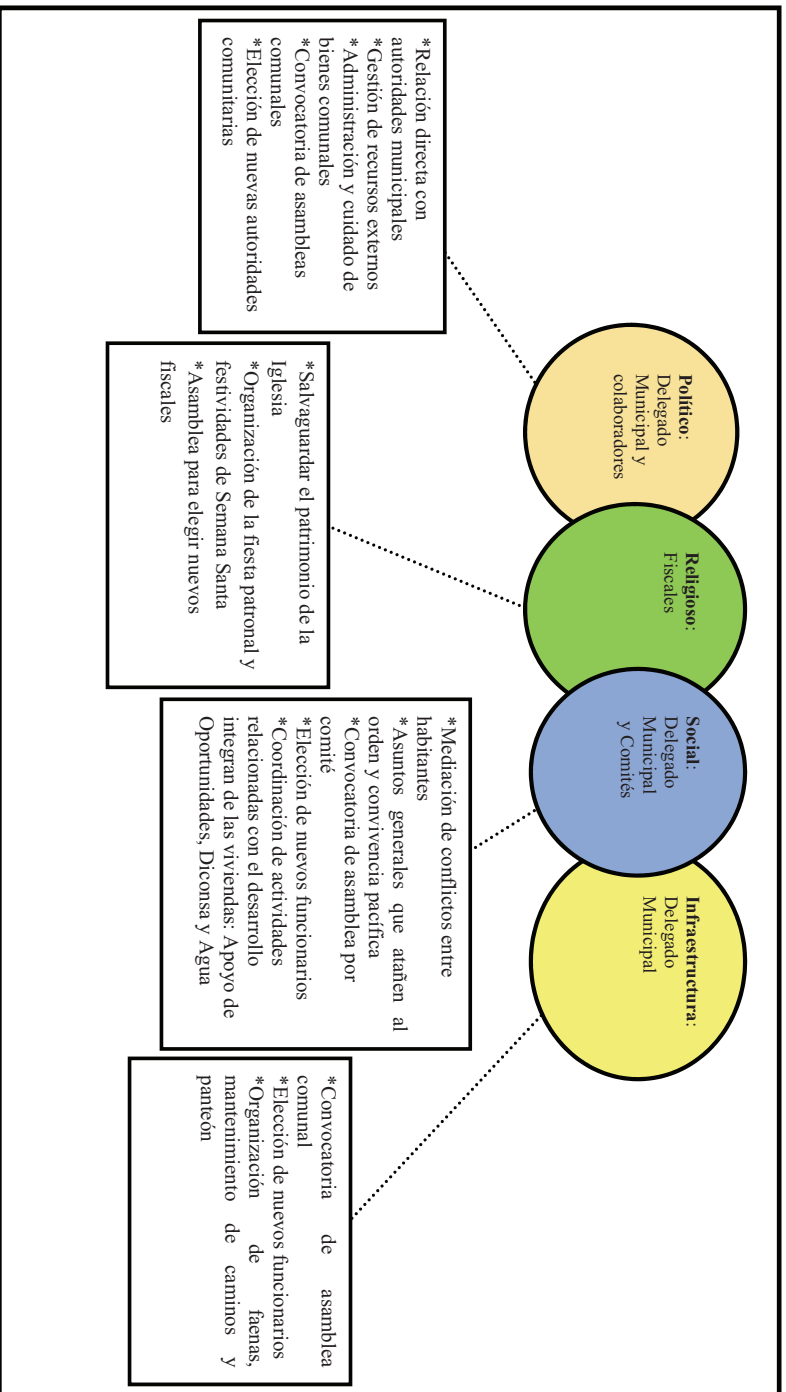 Político:
Delegado
Municipal y
colaboradores
Religioso:
Fiscales
Social:
Delegado
Municipal
y Comités
Infraestructura:
Delegado
Municipal
*Relación directa con
autoridades municipales
*Gestión de recursos externos
*Administración y cuidado de
bienes comunales
*Convocatoria de asambleas
comunales
*Elección de nuevas autoridades
comunitarias
*Salvaguardar el patrimonio de la
Iglesia
*Organización de la fiesta patronal y
festividades de Semana Santa
*Asamblea para elegir nuevos
fiscales
*Mediación de conflictos entre
habitantes
*Asuntos generales que atañen al
orden y convivencia pacífica
*Convocatoria de asamblea por
comité
*Elección de nuevos funcionarios
*Coordinación de actividades
relacionadas con el desarrollo
integran de las viviendas: Apoyo de
Oportunidades, Diconsa y Agua
*Convocatoria de asamblea
comunal
*Elección de nuevos funcionarios
*Organización de faenas,
mantenimiento de caminos y
panteón